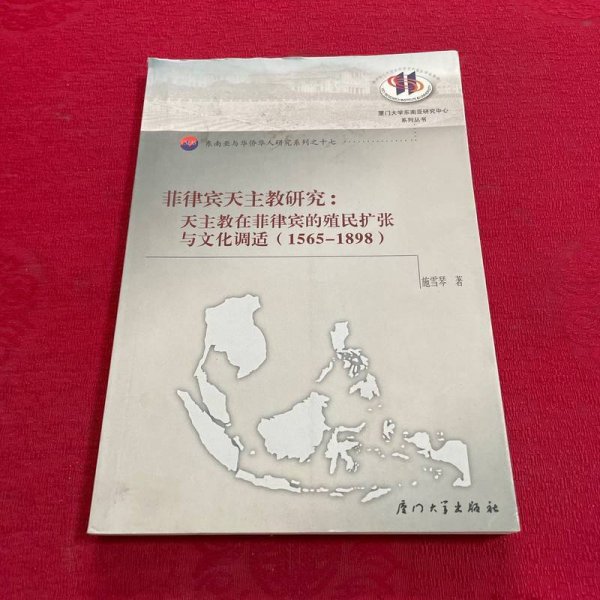 厦门大学东南亚研究中心
系列丛书
东南亚与华侨华人研究系列之十七
菲律宾天主教研究：
天主教在菲律宾的殖民扩张
与文化调适（1565-1898）
施雪琴 著
厦门大学出版社